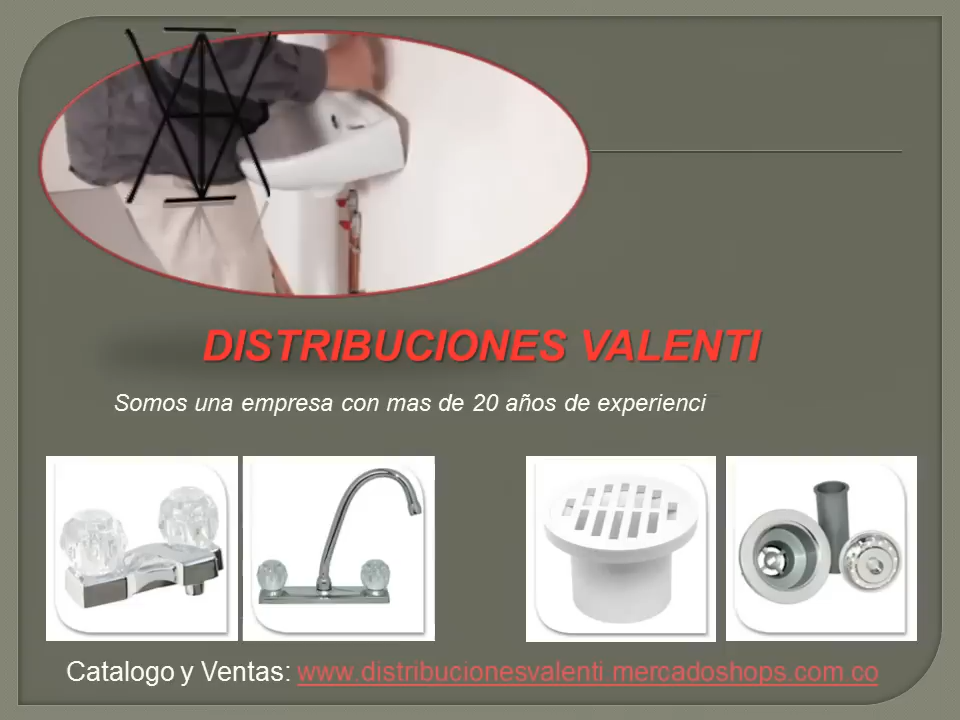 DISTRIBUCIONES VALENTI
Somos una empresa con mas de 20 años de experienci
Catalogo y Ventas: www.distribucionesvalenti.mercadoshops.com.co